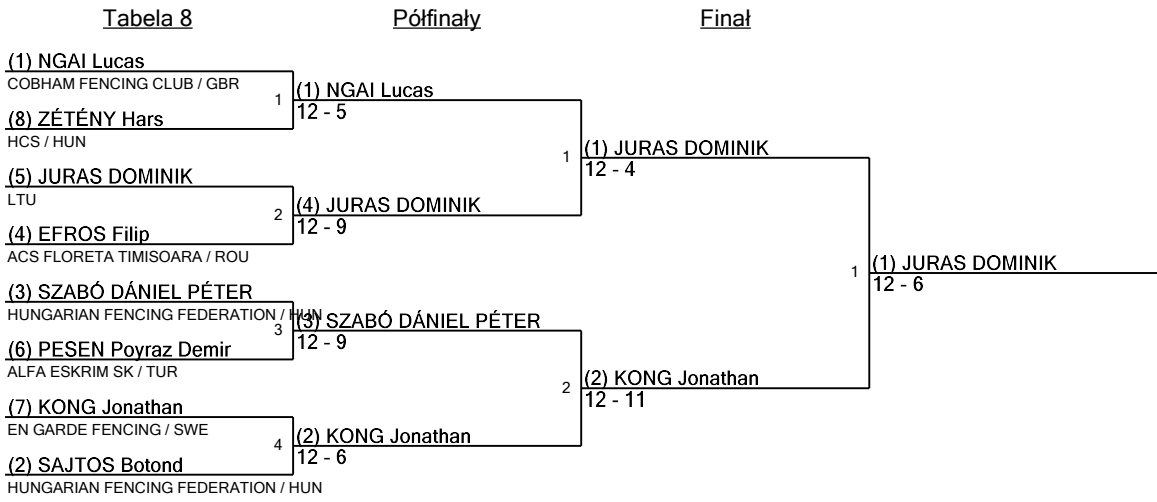 Tabela 8
Półfinały
Finał
(1) NGAI Lucas
COBHAM FENCING CLUB / GBR
1
(8) ZÉTÉNY Hars
HCS / HUN
(5) JURAS DOMINIK
LTU
2
(4) EFROS Filip
ACS FLORETA TIMISOARA / ROU
(3) SZABÓ DÁNIEL PÉTER
HUNGARIAN FENCING FEDERATION / HUN
3
(6) PESEN Poyraz Demir
ALFA ESKRIM SK / TUR
(7) KONG Jonathan
EN GARDE FENCING / SWE
4
(2) SAJTOS Botond
HUNGARIAN FENCING FEDERATION / HUN
(1) NGAI Lucas
12 - 5
1
(4) JURAS DOMINIK
12 - 9
(3) SZABÓ DÁNIEL PÉTER
12 - 9
2
(2) KONG Jonathan
12 - 6
(1) JURAS DOMINIK
12 - 4
1
(2) KONG Jonathan
12 - 11
(1) JURAS DOMINIK
12 - 6